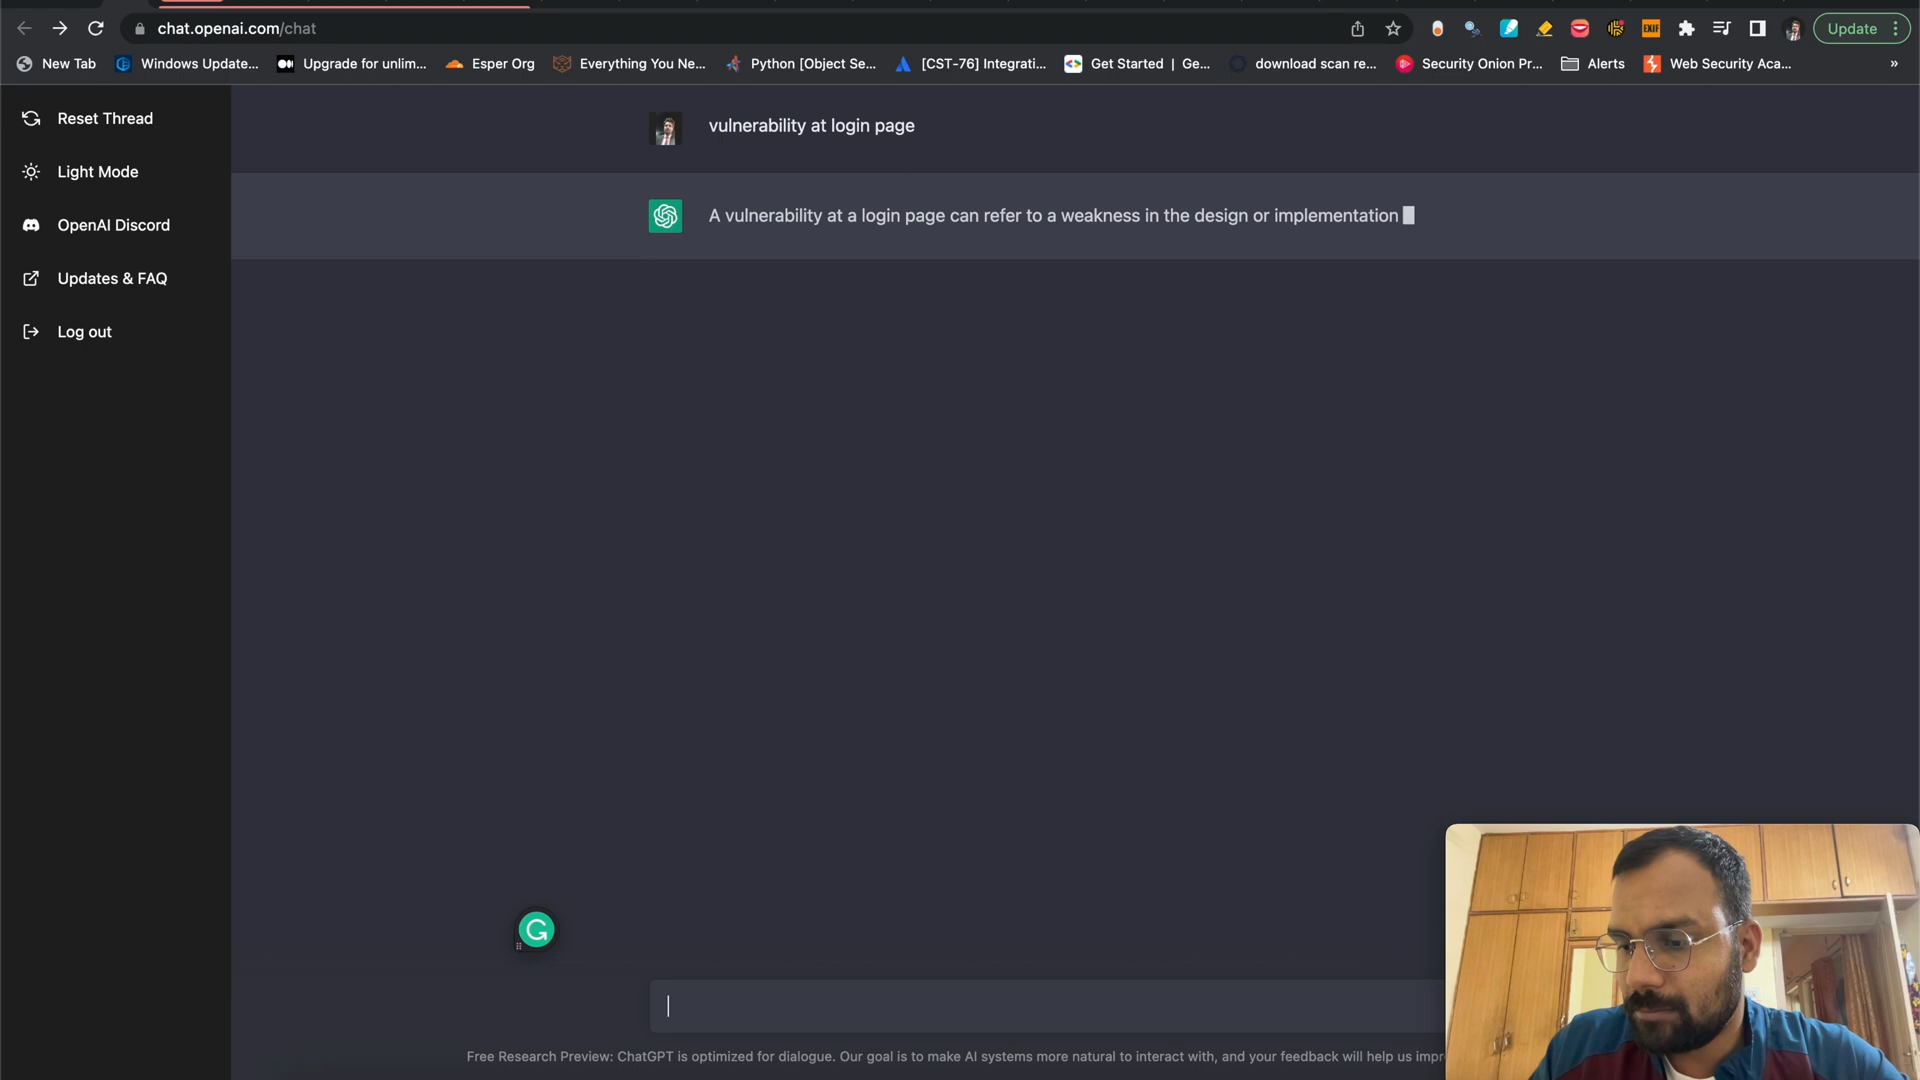 chat.openai.com/chat
Update
New Tab
Windows Update...
Upgrade for unlim...
Esper Org
Everything You Ne...
Python [Object Se...
[CST-76] Integrati...
Get Started | Ge...
download scan re...
Security Onion Pr...
Alerts
Web Security Aca...
»
Reset Thread
Light Mode
OpenAI Discord
Updates & FAQ
Log out
vulnerability at login page
A vulnerability at a login page can refer to a weakness in the design or implementation
EXIF
Free Research Preview: ChatGPT is optimized for dialogue. Our goal is to make AI systems more natural to interact with, and your feedback will help us impr